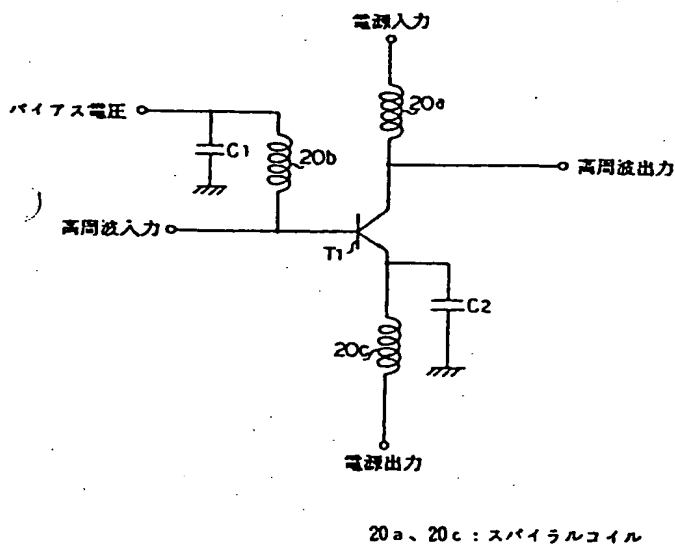 電源入力
20a
バイアス電圧
C1
20b
高周波出力
高周波入力
T1
C2
20c
電源出力
20a、20c：スパイラルコイル